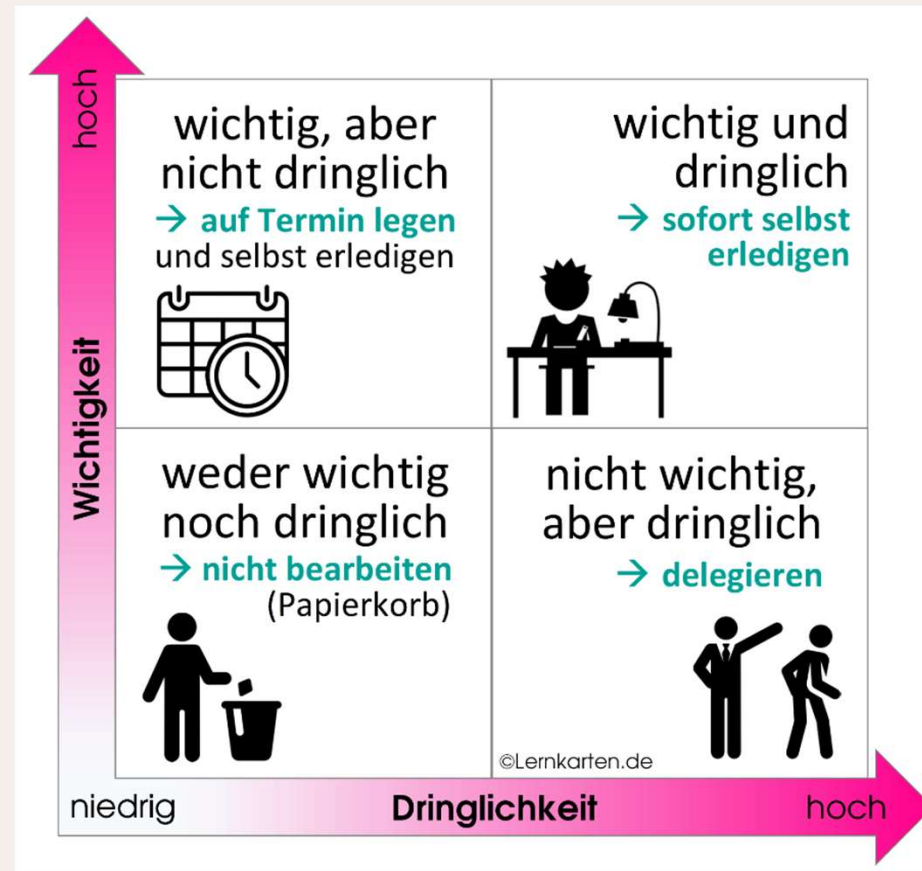 hoch
Wichtigkeit
wichtig, aber
nicht dringlich
→ auf Termin legen
und selbst erledigen
wichtig und
dringlich
→ sofort selbst
erledigen
weder wichtig
noch dringlich
→ nicht bearbeiten
(Papierkorb)
nicht wichtig,
aber dringlich
→ delegieren
©Lernkarten.de
niedrig
Dringlichkeit
hoch